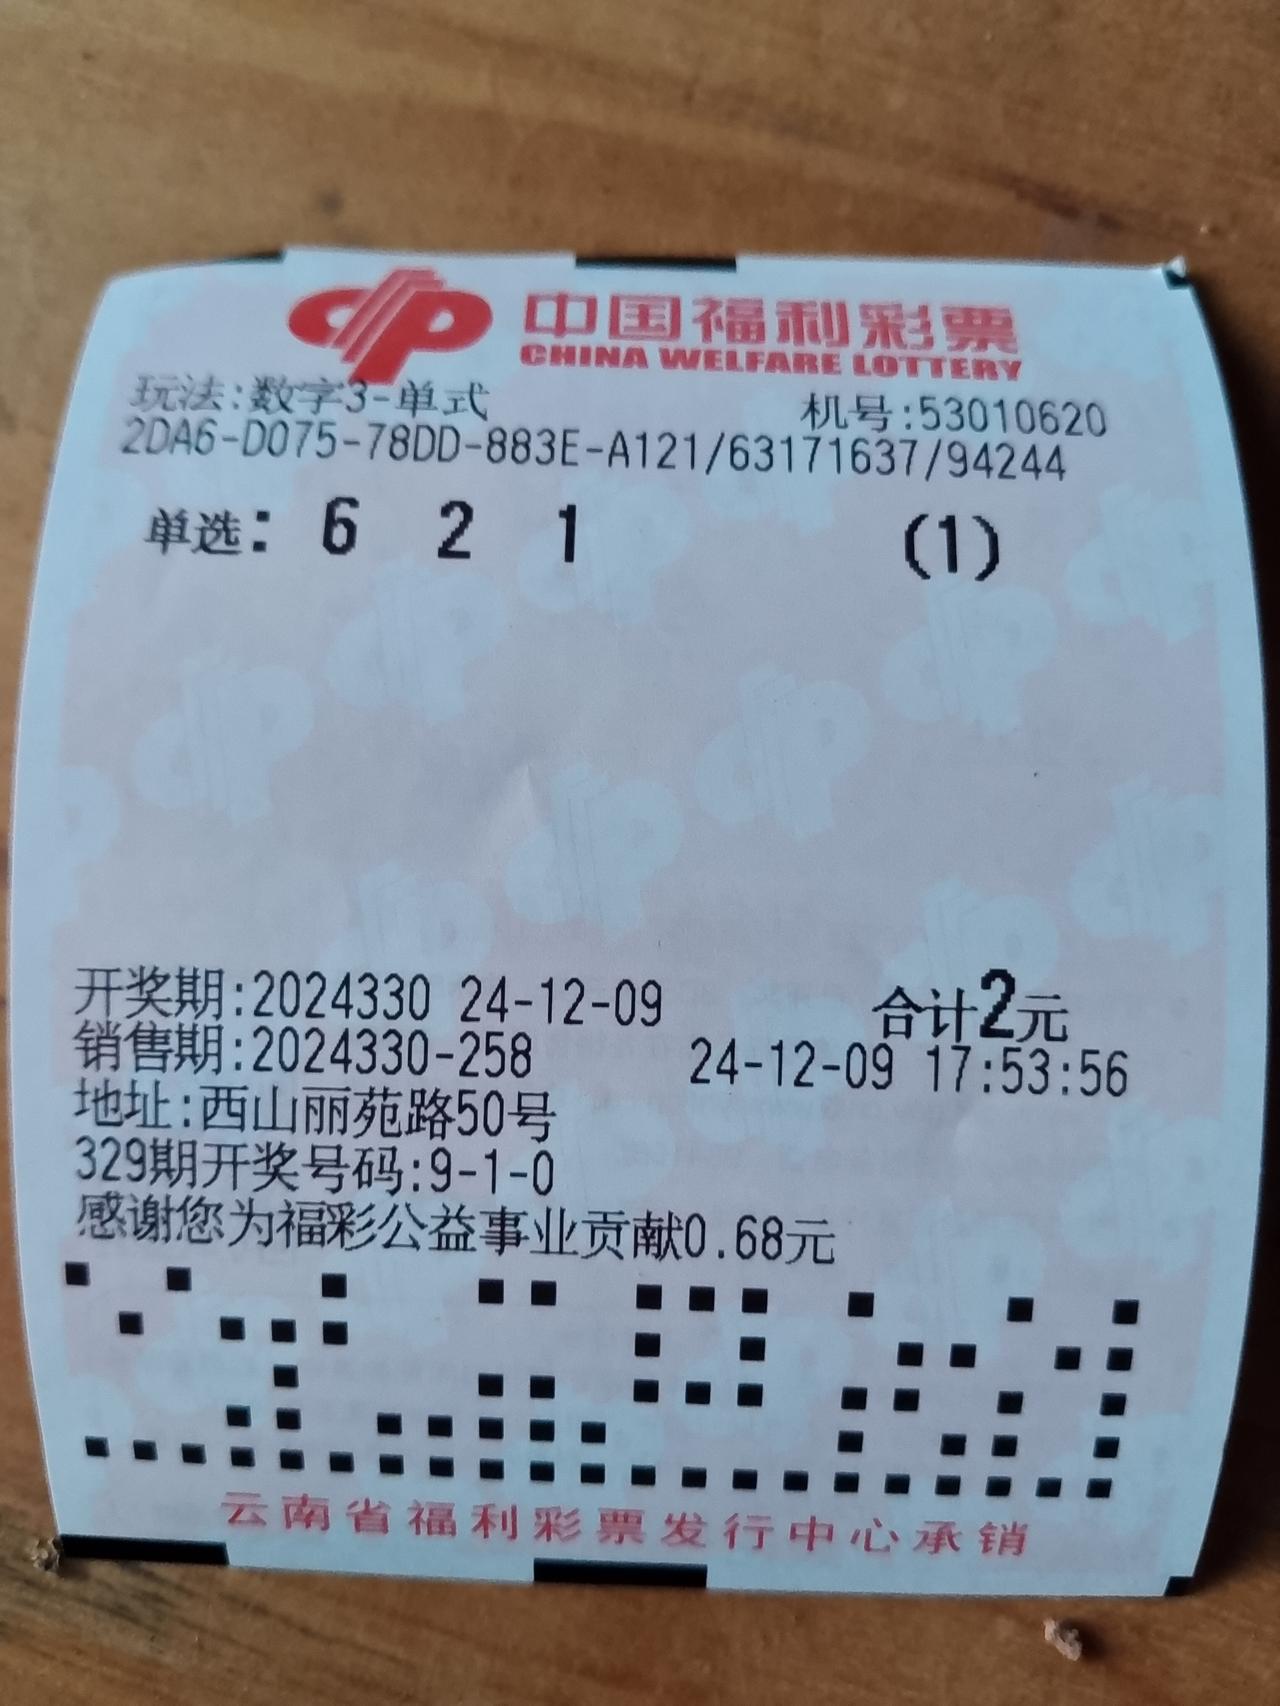 中国福利彩票
CHINA WELFARE LOTTERY
玩法:数字3-单式 机号:53010620
2DA6-D075-78DD-883E-A121/63171637/94244
单选: 6 2 1 (1)
开奖期:2024330 24-12-09 合计2元
销售期:2024330-258 24-12-09 17:53:56
地址:西山丽苑路50号
329期开奖号码:9-1-0
感谢您为福彩公益事业贡献0.68元
云南省福利彩票发行中心承销